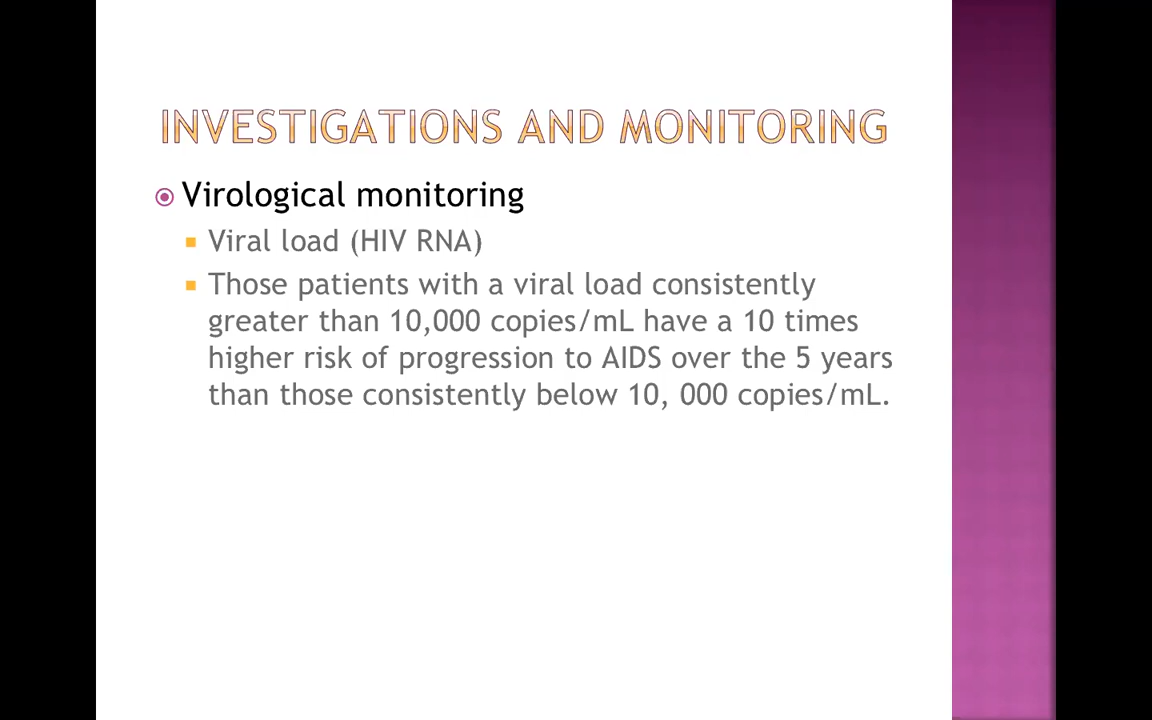 INVESTIGATIONS AND MONITORING
Virological monitoring
Viral load (HIV RNA)
Those patients with a viral load consistently
greater than 10,000 copies/mL have a 10 times
higher risk of progression to AIDS over the 5 years
than those consistently below 10, 000 copies/mL.